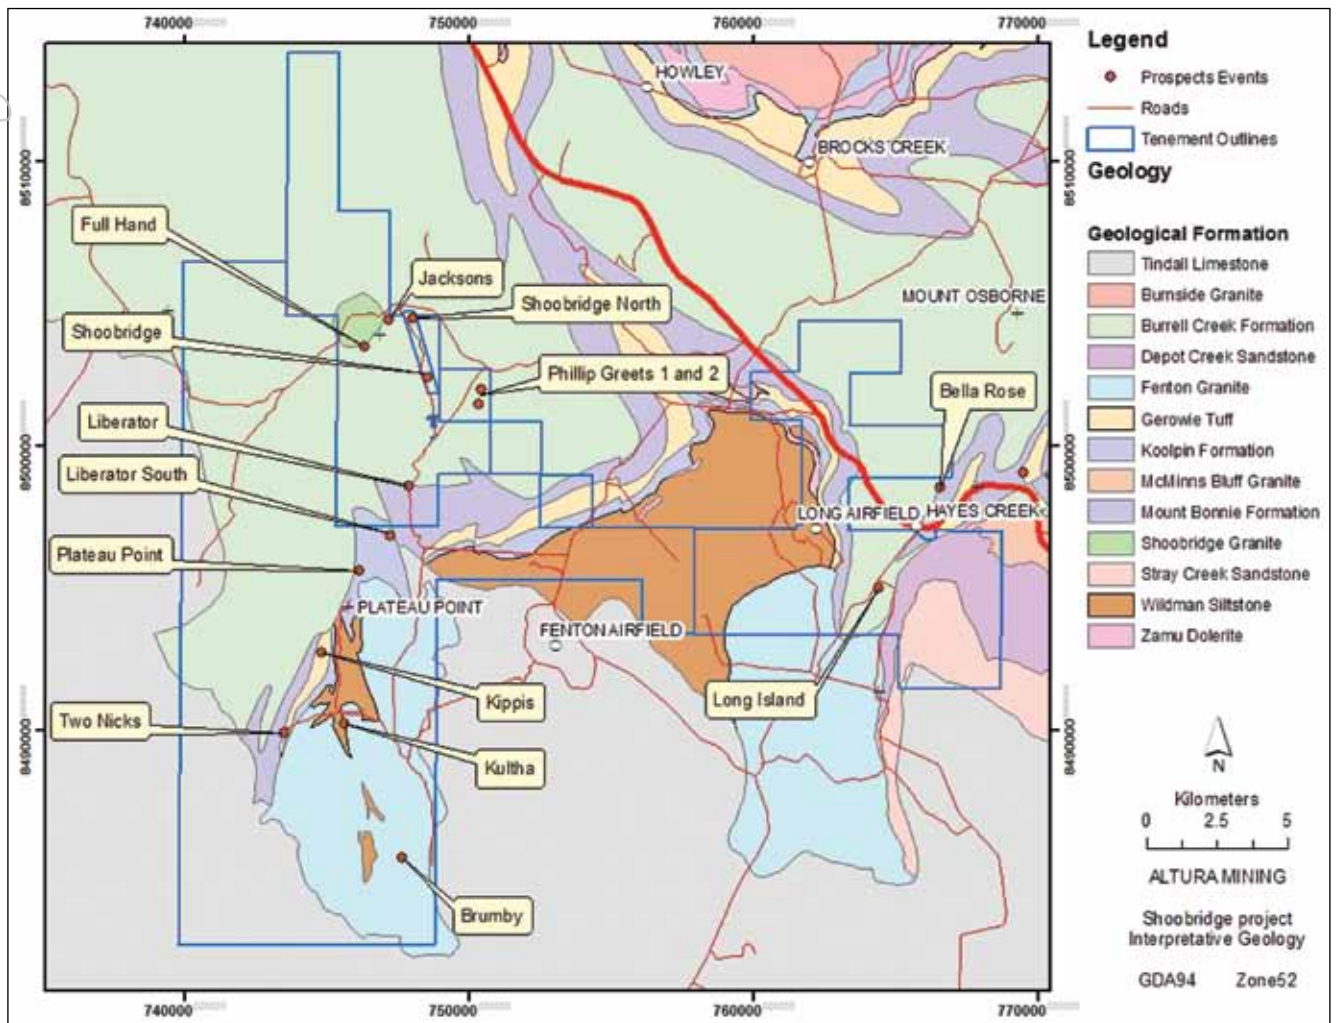 740000
750000
760000
770000
8510000
8500000
8490000
8510000
8500000
8490000
HOWLEY
BROCKS CREEK
Full Hand
Jacksons
Shoobridge North
MOUNT OSBORNE
Shoobridge
Phillip Greets 1 and 2
Bella Rose
Liberator
Liberator South
LONG AIRFIELD
HAYES CREEK
Plateau Point
PLATEAU POINT
FENTON AIRFIELD
Kippis
Long Island
Two Nicks
Kultha
Brumby
740000
750000
760000
770000
Legend
Prospects Events
Roads
Tenement Outlines
Geology
Geological Formation
Tindall Limestone
Burnside Granite
Burrell Creek Formation
Depot Creek Sandstone
Fenton Granite
Gerowie Tuff
Koolpin Formation
McMinns Bluff Granite
Mount Bonnie Formation
Shoobridge Granite
Stray Creek Sandstone
Wildman Siltstone
Zamu Dolerite
N
Kilometers
0 2.5 5
ALTURA MINING
Shoobridge project
Interpretative Geology
GDA94 Zone52